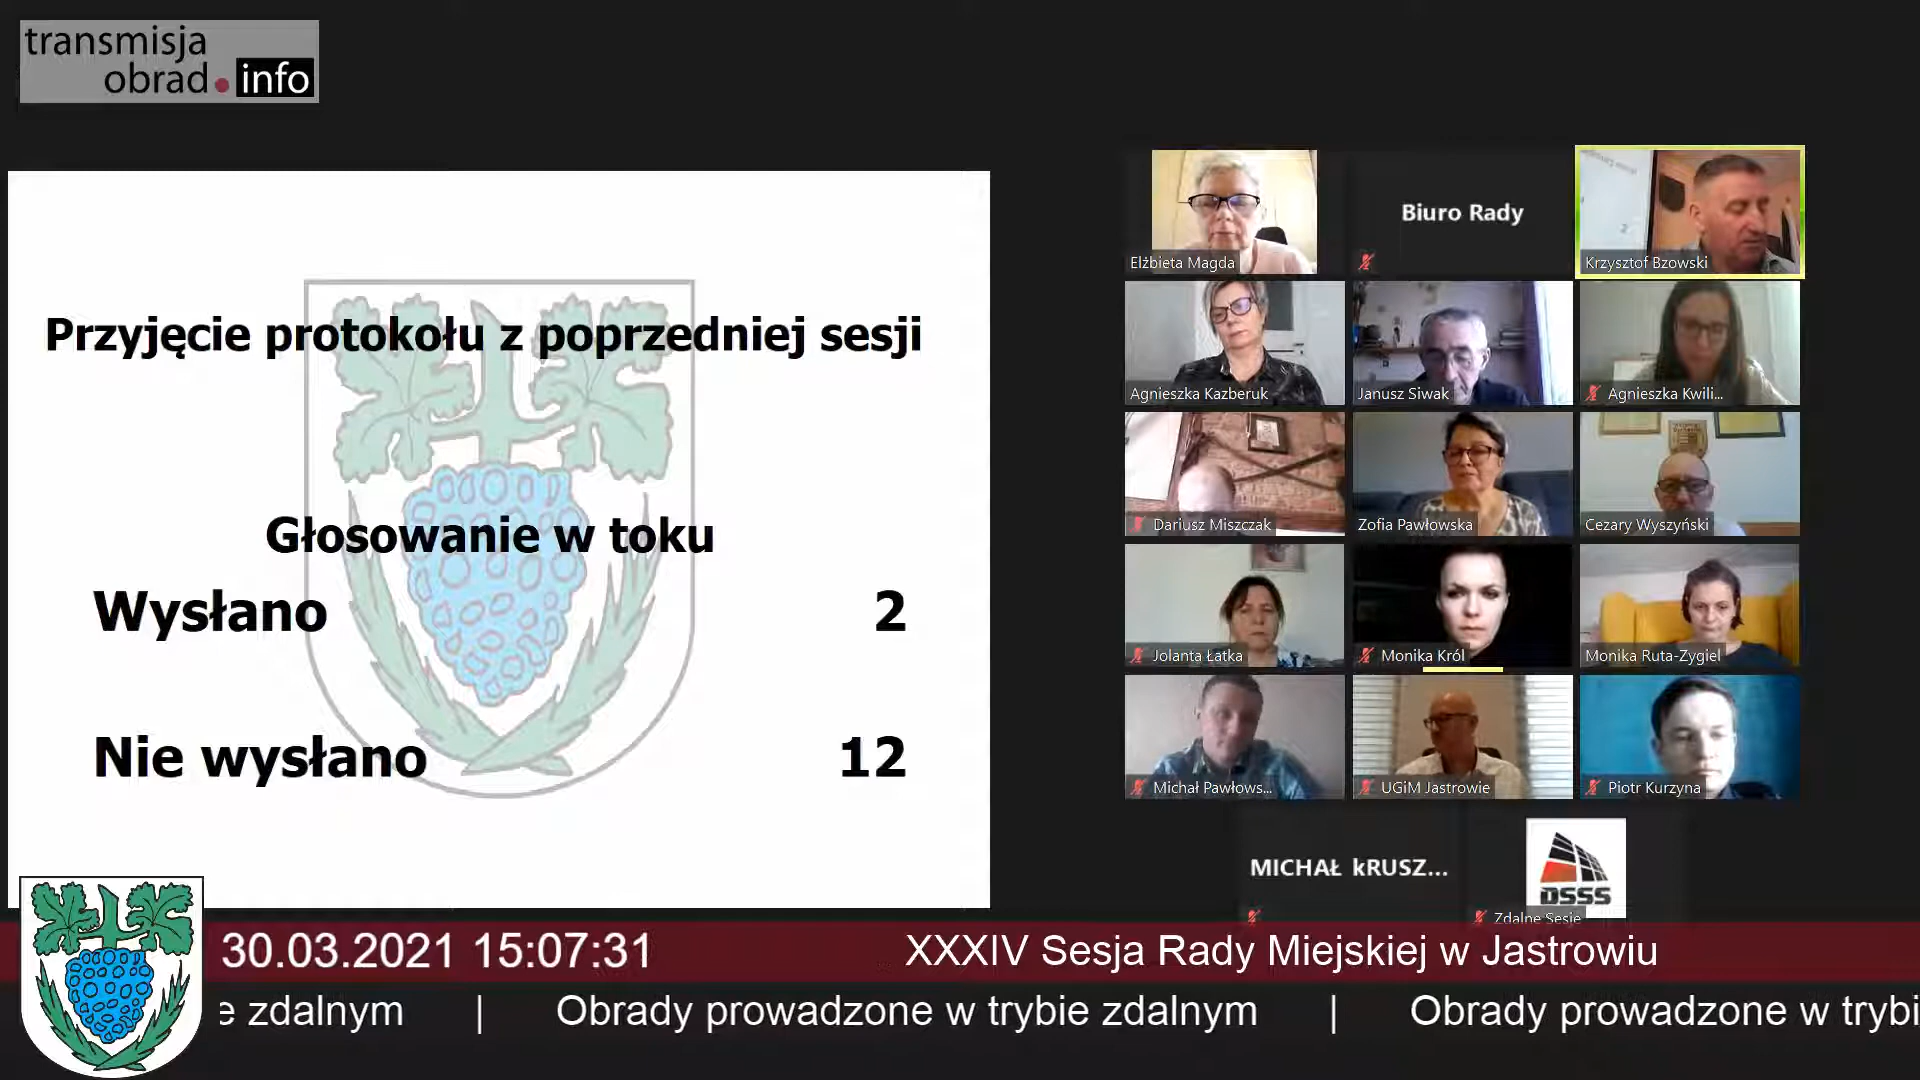 transmisja
obrad.info
Przyjęcie protokołu z poprzedniej sesji
Głosowanie w toku
Wysłano 2
Nie wysłano 12
Elżbieta Magda
Biuro Rady
Krzysztof Bzowski
Agnieszka Kazberuk
Janusz Siwak
Agnieszka Kwili...
Dariusz Miszczak
Zofia Pawłowska
Cezary Wyszyński
Jolanta Łatka
Monika Król
Monika Ruta-Zygiel
Michał Pawłows...
UGiM Jastrowie
Piotr Kurzyna
MICHAŁ kRUSZ...
DSSS
Zdalne Sesje
30.03.2021 15:07:31
XXXIV Sesja Rady Miejskiej w Jastrowiu
e zdalnym | Obrady prowadzone w trybie zdalnym | Obrady prowadzone w trybi